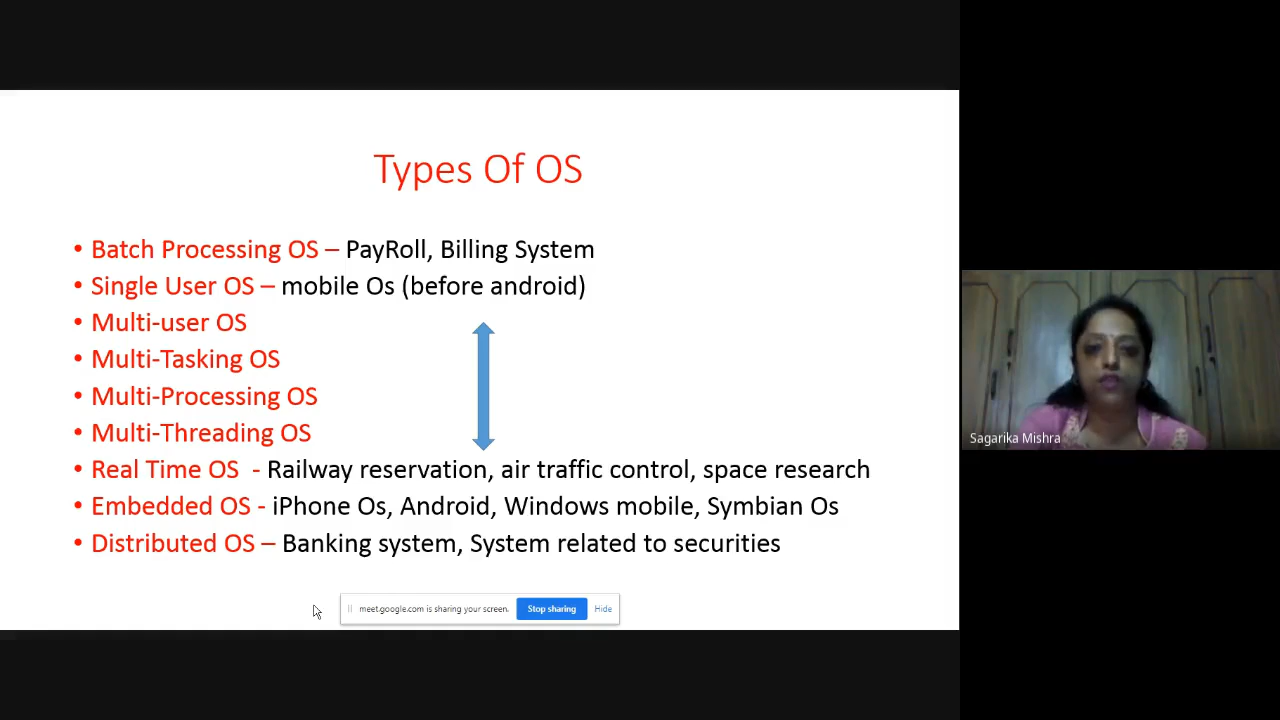 Types Of OS
• Batch Processing OS – PayRoll, Billing System
• Single User OS – mobile Os (before android)
• Multi-user OS
• Multi-Tasking OS
• Multi-Processing OS
• Multi-Threading OS
• Real Time OS - Railway reservation, air traffic control, space research
• Embedded OS - iPhone Os, Android, Windows mobile, Symbian Os
• Distributed OS – Banking system, System related to securities
meet.google.com is sharing your screen. Stop sharing Hide
Sagarika Mishra